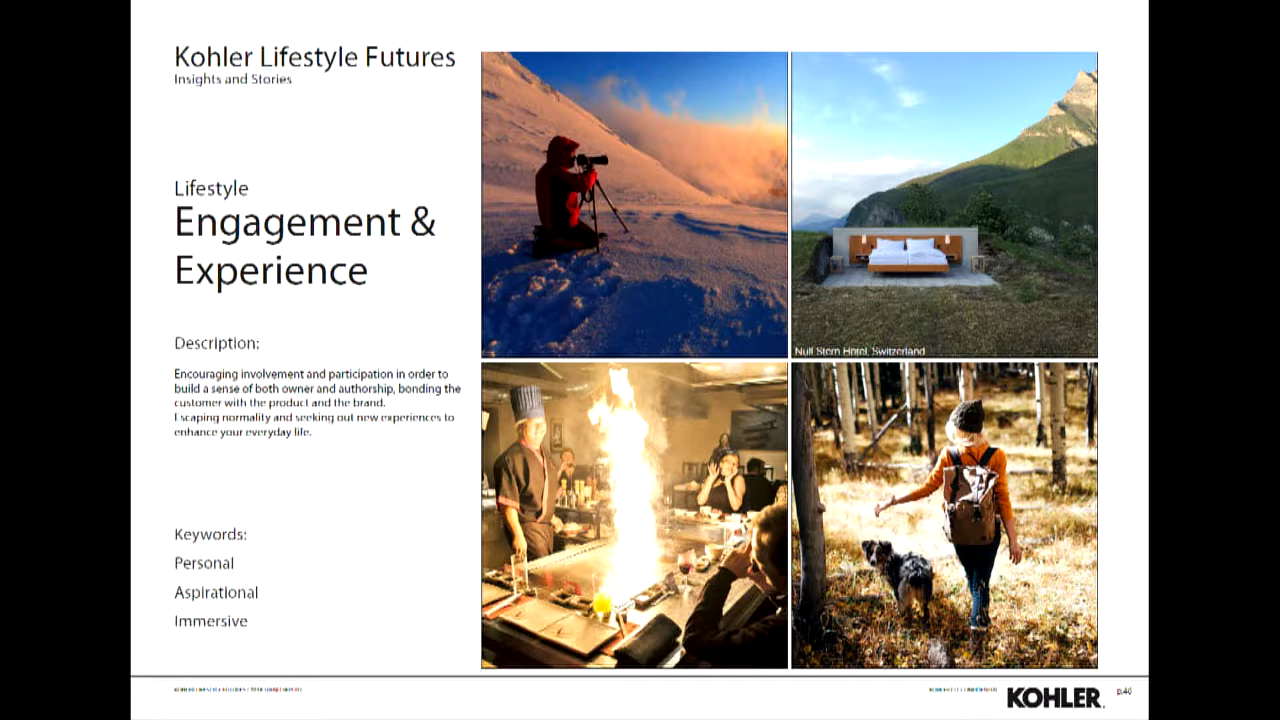 Kohler Lifestyle Futures
Insights and Stories
Lifestyle
Engagement &
Experience
Description:
Encouraging involvement and participation in order to
build a sense of both owner and authorship, bonding the
customer with the product and the brand.
Escaping normality and seeking out new experiences to
enhance your everyday life.
Keywords:
Personal
Aspirational
Immersive
Null Stern Hotel, Switzerland
KOHLER.
p.40